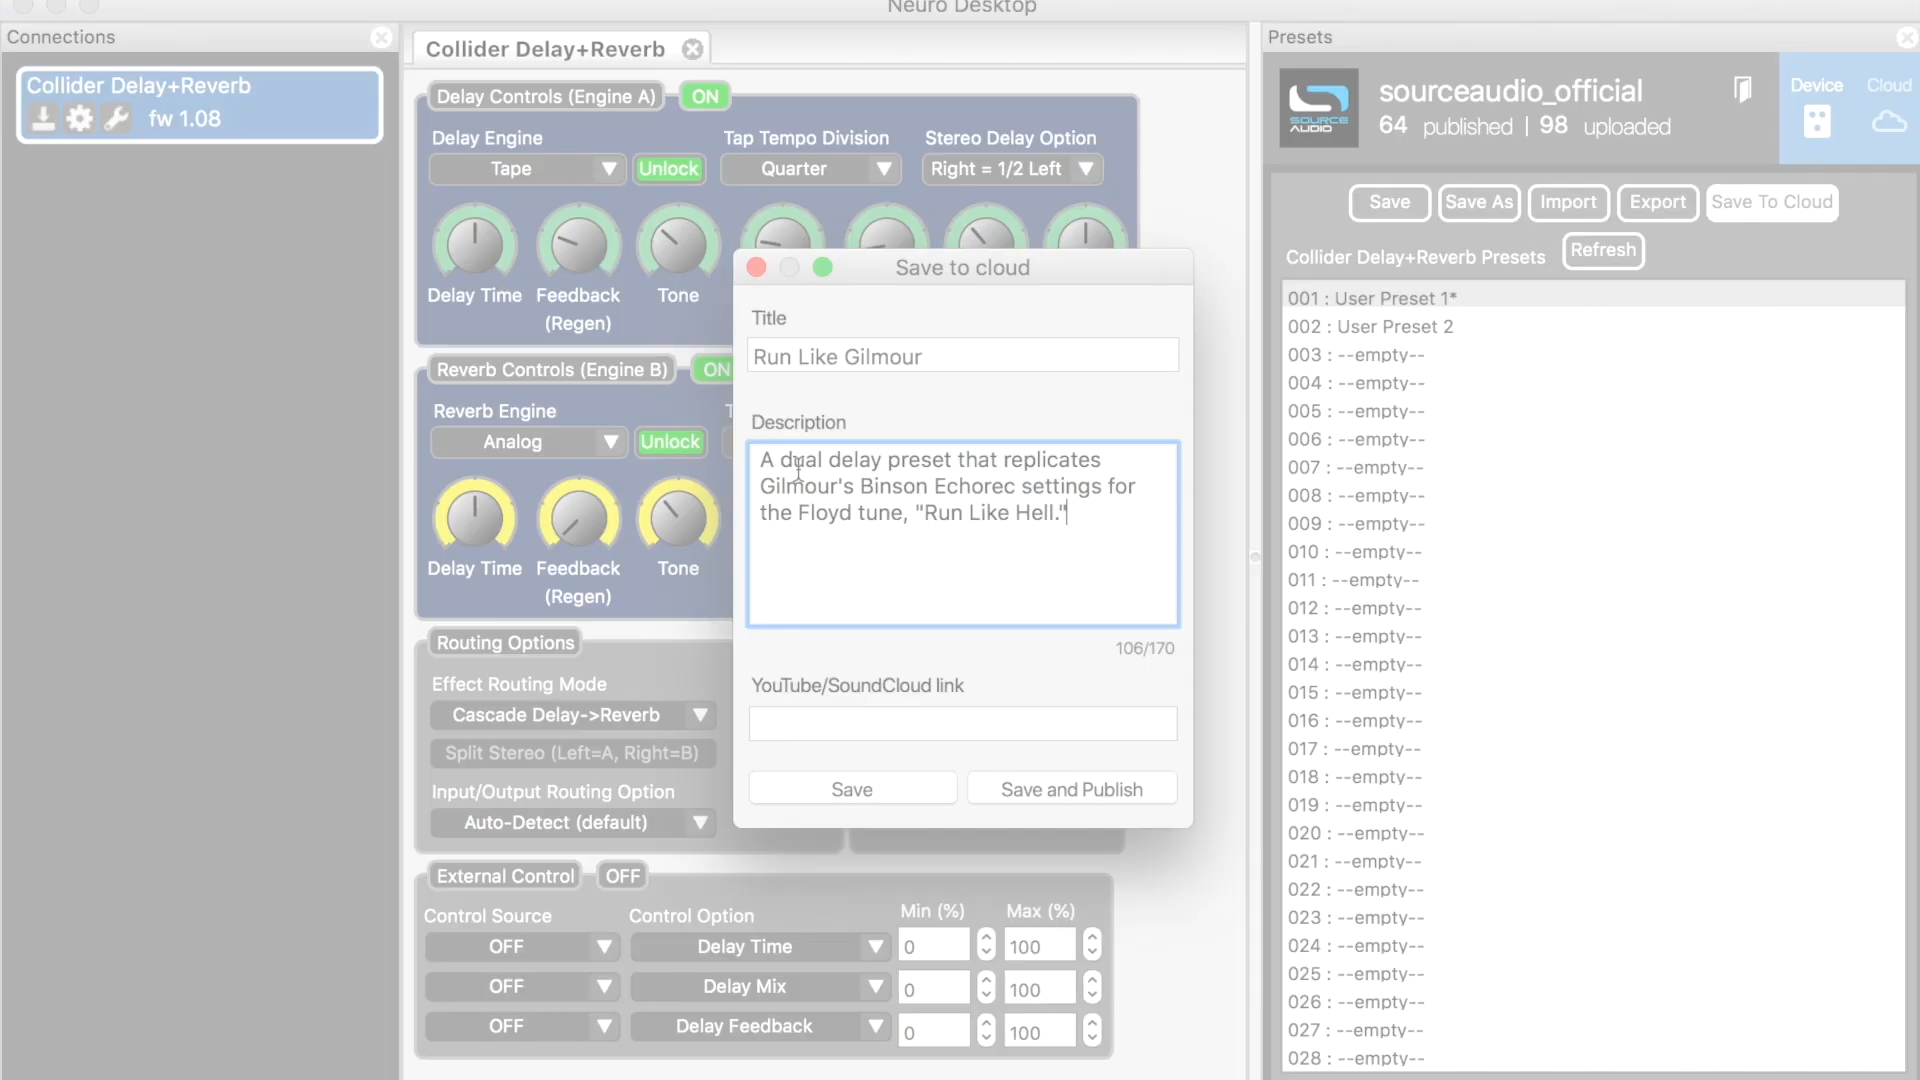 Neuro Desktop
Connections
Collider Delay+Reverb
fw 1.08
Collider Delay+Reverb
Delay Controls (Engine A)
ON
Delay Engine
Tap Tempo Division
Stereo Delay Option
Tape
Unlock
Quarter
Right = 1/2 Left
Delay Time
Feedback
(Regen)
Tone
Reverb Controls (Engine B)
ON
Reverb Engine
Analog
Unlock
Delay Time
Feedback
(Regen)
Tone
Routing Options
Effect Routing Mode
Cascade Delay->Reverb
Split Stereo (Left=A, Right=B)
Input/Output Routing Option
Auto-Detect (default)
External Control
OFF
Control Source
Control Option
Min (%)
Max (%)
OFF
Delay Time
0
100
OFF
Delay Mix
0
100
OFF
Delay Feedback
0
100
Save to cloud
Title
Run Like Gilmour
Description
A dual delay preset that replicates
Gilmour's Binson Echorec settings for
the Floyd tune, "Run Like Hell."
106/170
YouTube/SoundCloud link
Save
Save and Publish
Presets
SOURCE
AUDIO
sourceaudio_official
64 published | 98 uploaded
Device
Cloud
Save
Save As
Import
Export
Save To Cloud
Collider Delay+Reverb Presets
Refresh
001 : User Preset 1*
002 : User Preset 2
003 : --empty--
004 : --empty--
005 : --empty--
006 : --empty--
007 : --empty--
008 : --empty--
009 : --empty--
010 : --empty--
011 : --empty--
012 : --empty--
013 : --empty--
014 : --empty--
015 : --empty--
016 : --empty--
017 : --empty--
018 : --empty--
019 : --empty--
020 : --empty--
021 : --empty--
022 : --empty--
023 : --empty--
024 : --empty--
025 : --empty--
026 : --empty--
027 : --empty--
028 : --empty--